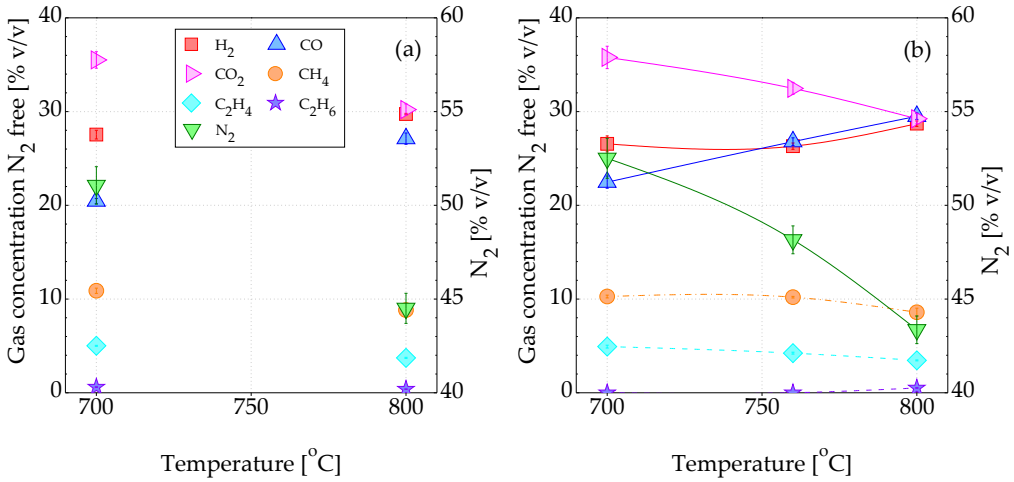 Gas concentration N2 free [% v/v]
40
30
20
10
0
700
750
800
60
55
50
45
40
N2 [% v/v]
Temperature [°C]
(a)
H2
CO
CO2
CH4
C2H4
C2H6
N2
Gas concentration N2 free [% v/v]
40
30
20
10
0
700
750
800
60
55
50
45
40
N2 [% v/v]
Temperature [°C]
(b)